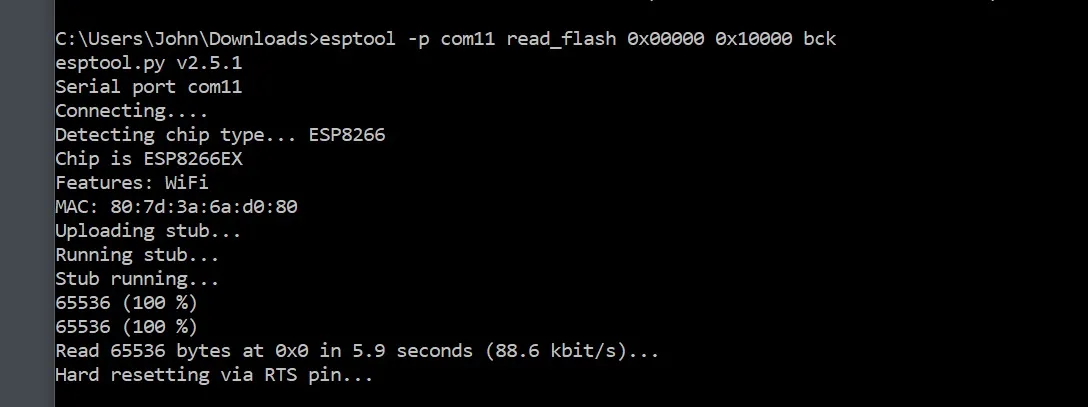 C:\Users\John\Downloads>esptool -p com11 read_flash 0x00000 0x10000 bck
esptool.py v2.5.1
Serial port com11
Connecting....
Detecting chip type... ESP8266
Chip is ESP8266EX
Features: WiFi
MAC: 80:7d:3a:6a:d0:80
Uploading stub...
Running stub...
Stub running...
65536 (100 %)
65536 (100 %)
Read 65536 bytes at 0x0 in 5.9 seconds (88.6 kbit/s)...
Hard resetting via RTS pin...